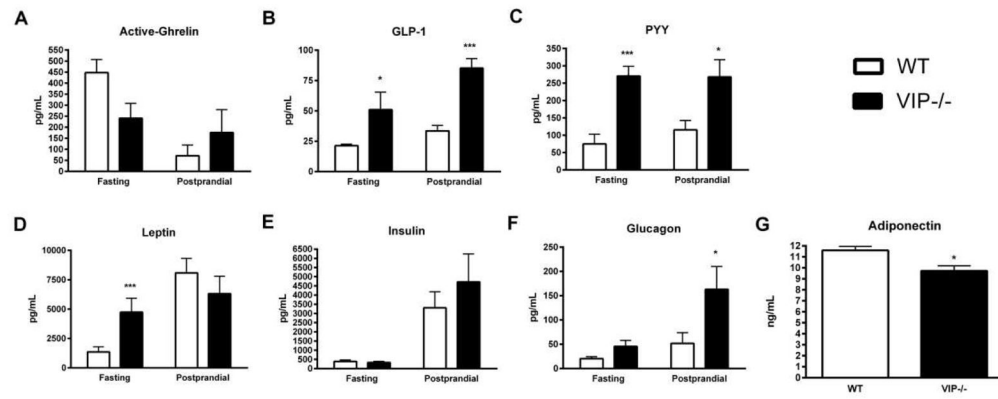 A
Active-Ghrelin
pg/mL
550
500
450
400
350
300
250
200
150
100
50
0
Fasting
Postprandial
B
GLP-1
pg/mL
100
75
50
25
0
*
***
Fasting
Postprandial
C
PYY
pg/mL
350
300
250
200
150
100
50
0
***
*
Fasting
Postprandial
WT
VIP-/-
D
Leptin
pg/mL
10000
7500
5000
2500
0
***
Fasting
Postprandial
E
Insulin
pg/mL
6500
6000
5500
5000
4500
4000
3500
3000
2500
2000
1500
1000
500
0
Fasting
Postprandial
F
Glucagon
pg/mL
250
200
150
100
50
0
*
Fasting
Postprandial
G
Adiponectin
ng/mL
12
11
10
9
8
7
6
5
4
3
2
1
0
*
WT
VIP-/-